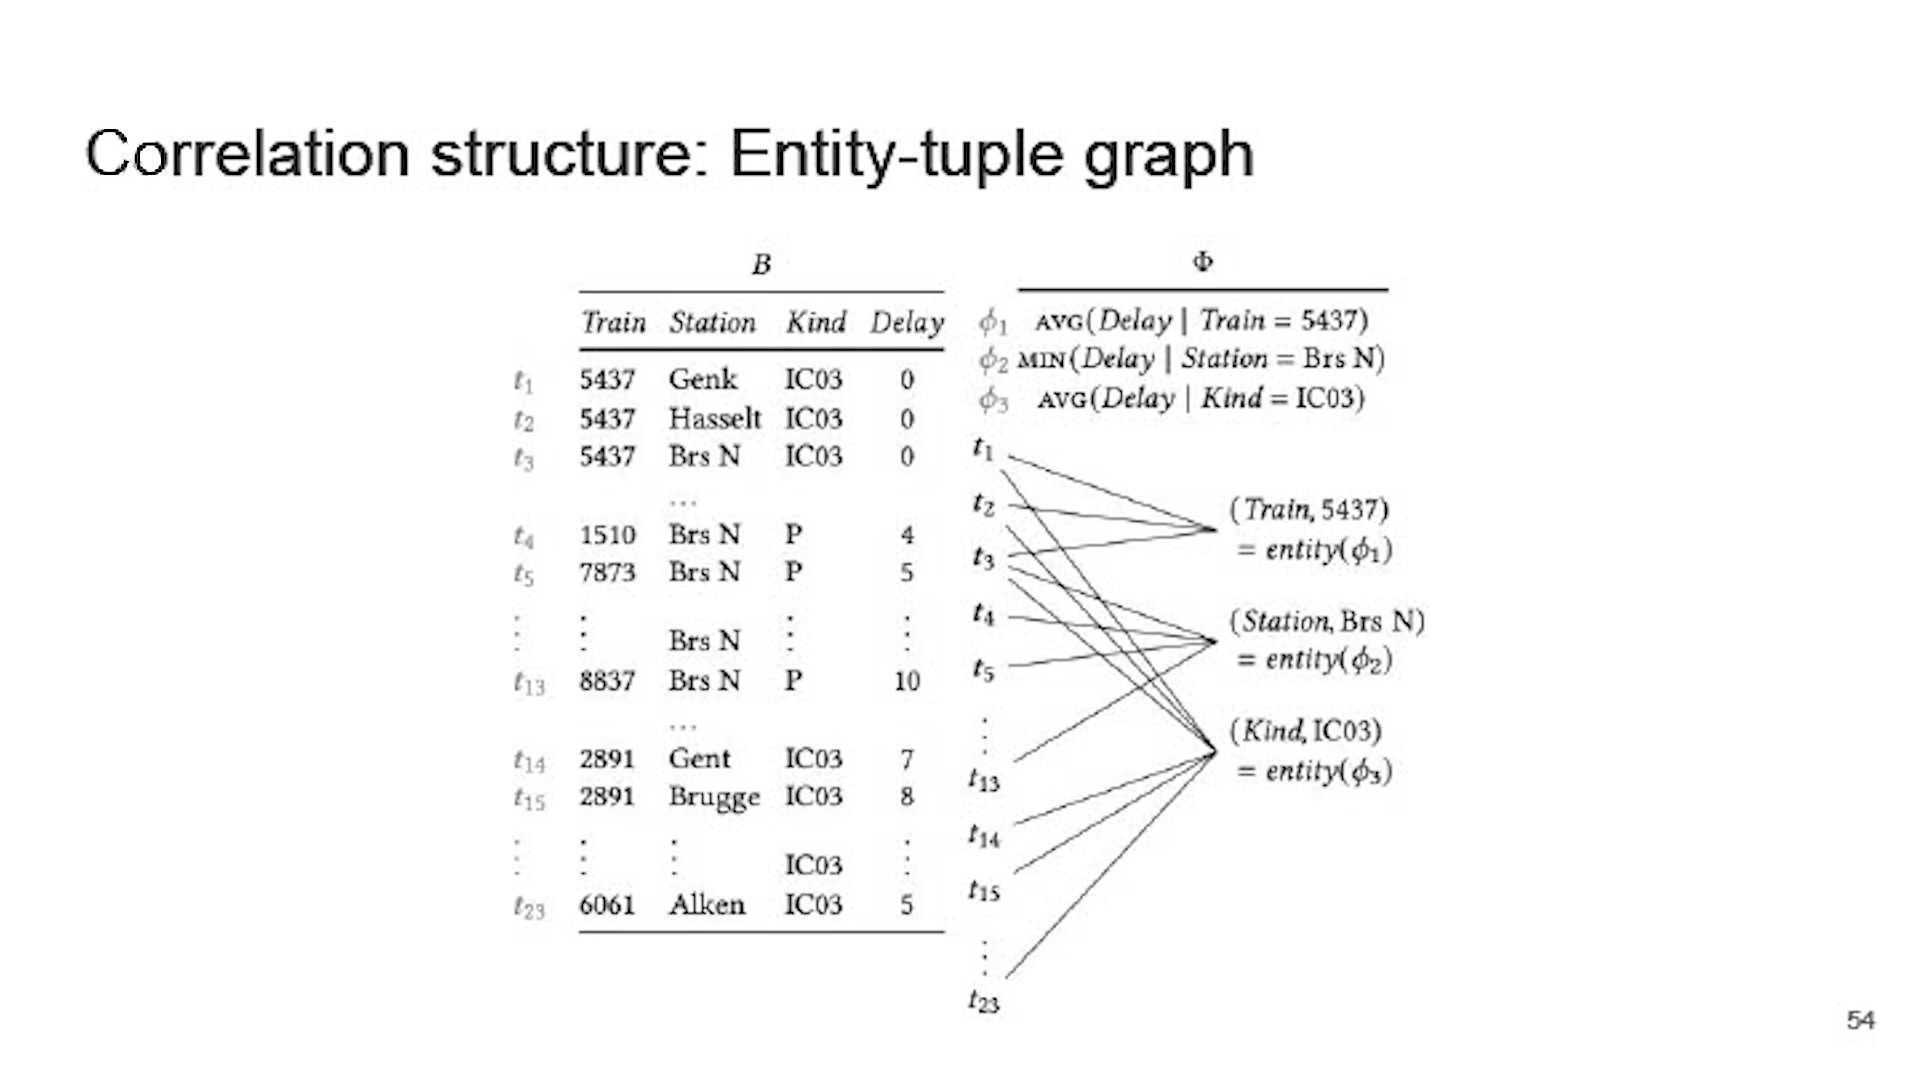 Correlation structure: Entity-tuple graph
B
Train Station Kind Delay
t1 5437 Genk IC03 0
t2 5437 Hasselt IC03 0
t3 5437 Brs N IC03 0
...
t4 1510 Brs N P 4
t5 7873 Brs N P 5
⋮ ⋮ Brs N ⋮ ⋮
t13 8837 Brs N P 10
...
t14 2891 Gent IC03 7
t15 2891 Brugge IC03 8
⋮ ⋮ ⋮ IC03 ⋮
t23 6061 Alken IC03 5
Φ
ϕ1 AVG(Delay | Train = 5437)
ϕ2 MIN(Delay | Station = Brs N)
ϕ3 AVG(Delay | Kind = IC03)
t1
t2
t3
t4
t5
⋮
t13
t14
t15
⋮
t23
(Train, 5437)
= entity(ϕ1)
(Station, Brs N)
= entity(ϕ2)
(Kind, IC03)
= entity(ϕ3)
54